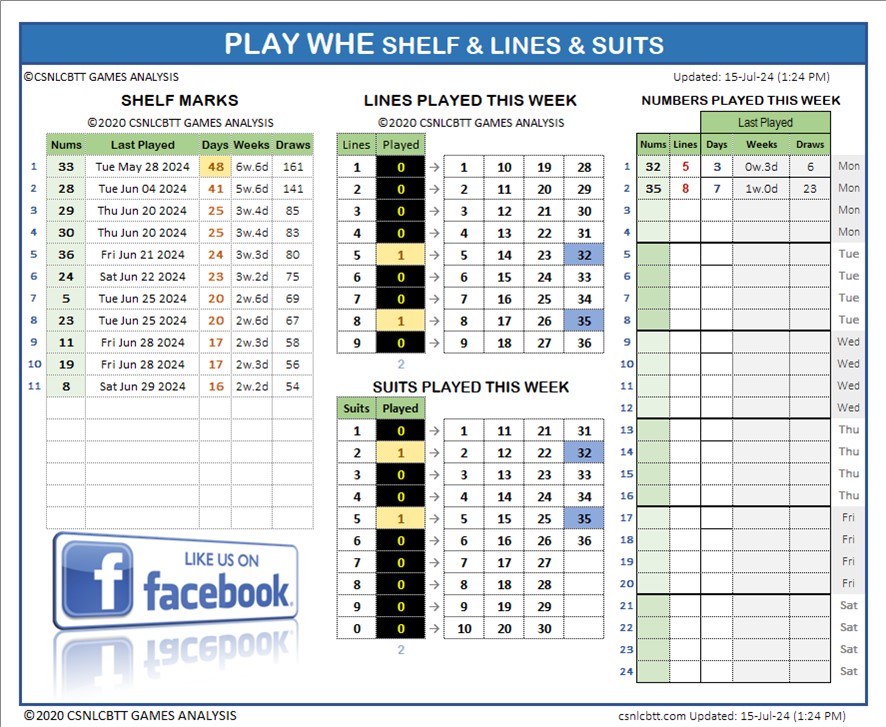 PLAY WHE SHELF & LINES & SUITS
©CSNLCBTT GAMES ANALYSIS
Updated: 15-Jul-24 (1:24 PM)
SHELF MARKS
©2020 CSNLCBTT GAMES ANALYSIS
Nums Last Played Days Weeks Draws
1 33 Tue May 28 2024 48 6w.6d 161
2 28 Tue Jun 04 2024 41 5w.6d 141
3 29 Thu Jun 20 2024 25 3w.4d 85
4 30 Thu Jun 20 2024 25 3w.4d 83
5 36 Fri Jun 21 2024 24 3w.3d 80
6 24 Sat Jun 22 2024 23 3w.2d 75
7 5 Tue Jun 25 2024 20 2w.6d 69
8 23 Tue Jun 25 2024 20 2w.6d 67
9 11 Fri Jun 28 2024 17 2w.3d 58
10 19 Fri Jun 28 2024 17 2w.3d 56
11 8 Sat Jun 29 2024 16 2w.2d 54
LIKE US ON
facebook.
LINES PLAYED THIS WEEK
©2020 CSNLCBTT GAMES ANALYSIS
Lines Played
1 0 → 1 10 19 28
2 0 → 2 11 20 29
3 0 → 3 12 21 30
4 0 → 4 13 22 31
5 1 → 5 14 23 32
6 0 → 6 15 24 33
7 0 → 7 16 25 34
8 1 → 8 17 26 35
9 0 → 9 18 27 36
2
SUITS PLAYED THIS WEEK
Suits Played
1 0 → 1 11 21 31
2 1 → 2 12 22 32
3 0 → 3 13 23 33
4 0 → 4 14 24 34
5 1 → 5 15 25 35
6 0 → 6 16 26 36
7 0 → 7 17 27
8 0 → 8 18 28
9 0 → 9 19 29
0 0 → 10 20 30
2
NUMBERS PLAYED THIS WEEK
Last Played
Nums Lines Days Weeks Draws
1 32 5 3 0w.3d 6 Mon
2 35 8 7 1w.0d 23 Mon
3 Mon
4 Mon
5 Tue
6 Tue
7 Tue
8 Tue
9 Wed
10 Wed
11 Wed
12 Wed
13 Thu
14 Thu
15 Thu
16 Thu
17 Fri
18 Fri
19 Fri
20 Fri
21 Sat
22 Sat
23 Sat
24 Sat
©2020 CSNLCBTT GAMES ANALYSIS
csnlcbtt.com Updated: 15-Jul-24 (1:24 PM)